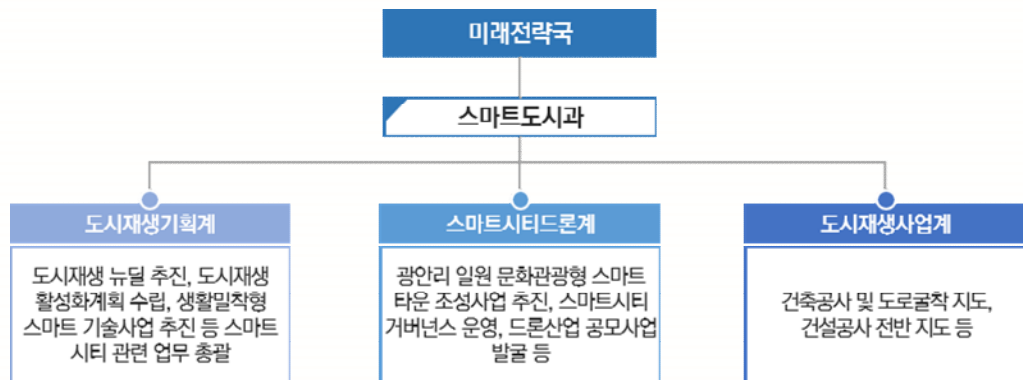 미래전략국
스마트도시과
도시재생기획계
도시재생 뉴딜 추진, 도시재생
활성화계획 수립, 생활밀착형
스마트 기술사업 추진 등 스마트
시티 관련 업무 총괄
스마트시티드론계
광안리 일원 문화관광형 스마트
타운 조성사업 추진, 스마트시티
거버넌스 운영, 드론산업 공모사업
발굴 등
도시재생사업계
건축공사 및 도로굴착 지도,
건설공사 전반 지도 등